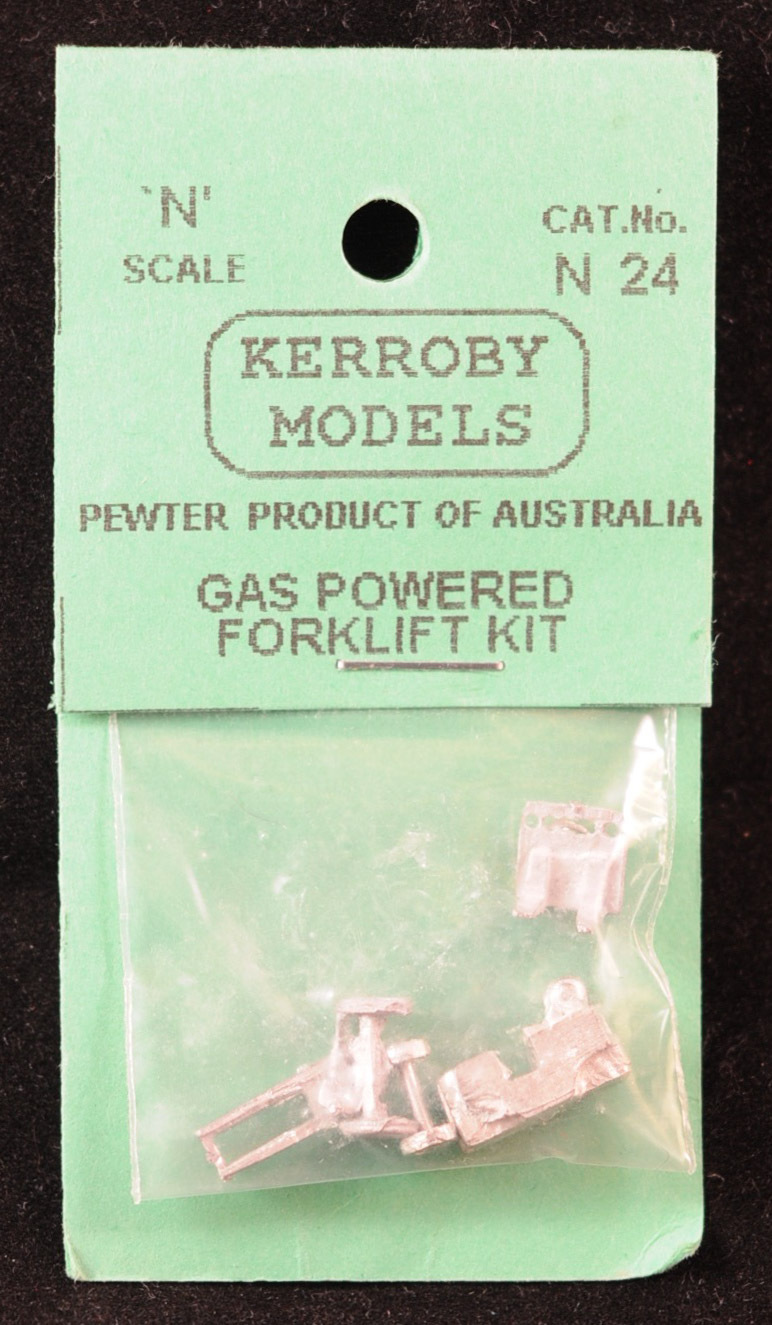 `N'
SCALE
CAT.No.
N 24
KERROBY
MODELS
PEWTER PRODUCT OF AUSTRALIA
GAS POWERED
FORKLIFT KIT